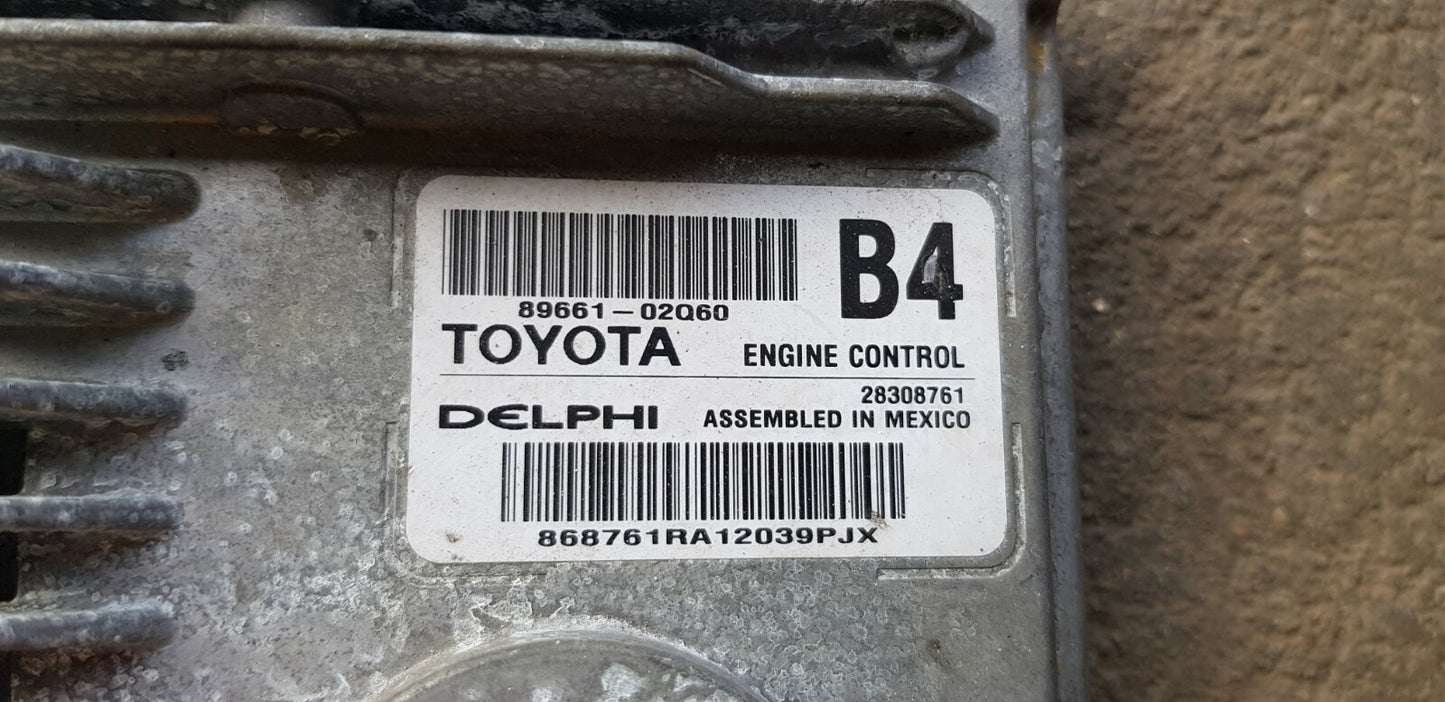 B4
89661-02Q60
TOYOTA ENGINE CONTROL
28308761
DELPHI ASSEMBLED IN MEXICO
868761RA12039PJX